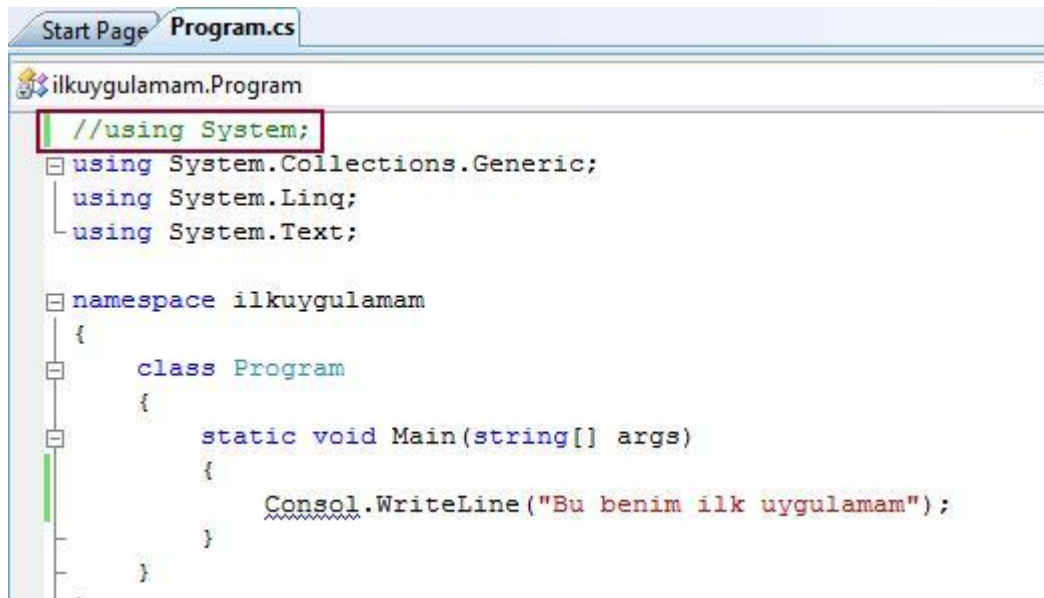 Start Page Program.cs
ilkuygulamam.Program
//using System;
using System.Collections.Generic;
using System.Linq;
using System.Text;
namespace ilkuygulamam
{
class Program
{
static void Main(string[] args)
{
Consol.WriteLine("Bu benim ilk uygulamam");
}
}